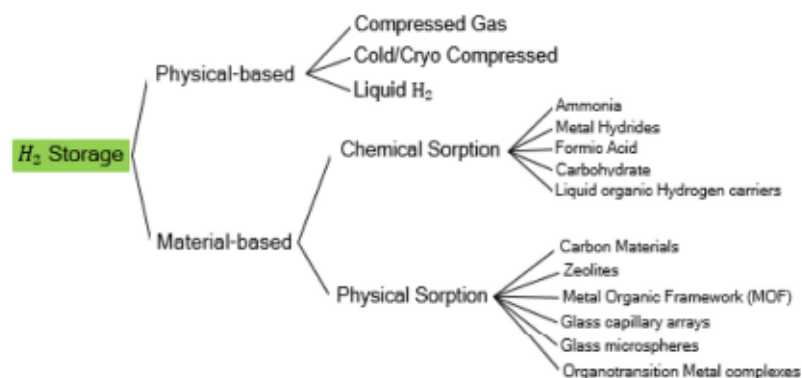 H₂ Storage
Physical-based
Compressed Gas
Cold/Cryo Compressed
Liquid H₂
Material-based
Chemical Sorption
Ammonia
Metal Hydrides
Formic Acid
Carbohydrate
Liquid organic Hydrogen carriers
Physical Sorption
Carbon Materials
Zeolites
Metal Organic Framework (MOF)
Glass capillary arrays
Glass microspheres
Organotransition Metal complexes